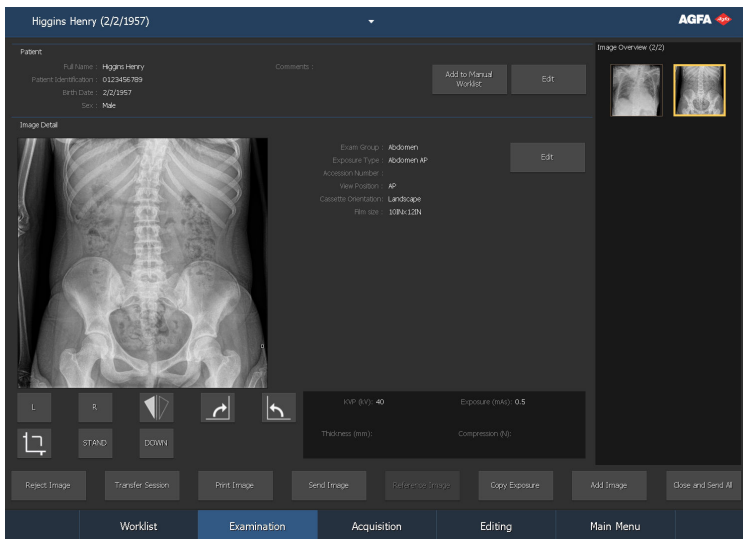 Higgins Henry (2/2/1957)
AGFA
Patient
Full Name : Higgins Henry
Patient Identification : 0123456789
Birth Date : 2/2/1957
Sex : Male
Comments :
Add to Manual
Worklist
Edit
Image Overview (2/2)
Image Detail
Exam Group : Abdomen
Exposure Type : Abdomen AP
Accession Number :
View Position : AP
Cassette Orientation: Landscape
Film size : 10INx12IN
Edit
L
R
STAND
DOWN
KVP (kV): 40
Exposure (mAs): 0.5
Thickness (mm):
Compression (N):
Reject Image
Transfer Session
Print Image
Send Image
Reference Image
Copy Exposure
Add Image
Close and Send All
Worklist
Examination
Acquisition
Editing
Main Menu